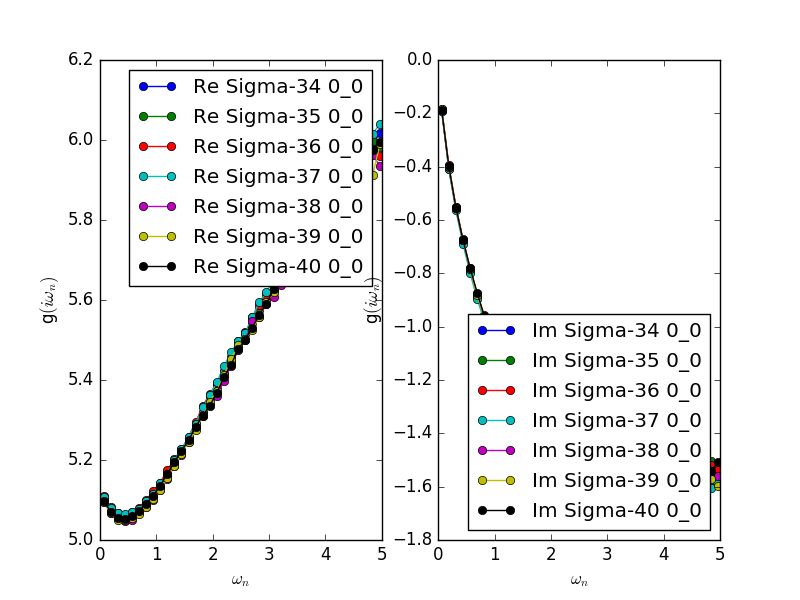 6.2
6.0
5.8
5.6
5.4
5.2
5.0
g(iωₙ)
Re Sigma-34 0_0
Re Sigma-35 0_0
Re Sigma-36 0_0
Re Sigma-37 0_0
Re Sigma-38 0_0
Re Sigma-39 0_0
Re Sigma-40 0_0
0 1 2 3 4 5
ωₙ
0.0
−0.2
−0.4
−0.6
−0.8
−1.0
−1.2
−1.4
−1.6
−1.8
g(iωₙ)
Im Sigma-34 0_0
Im Sigma-35 0_0
Im Sigma-36 0_0
Im Sigma-37 0_0
Im Sigma-38 0_0
Im Sigma-39 0_0
Im Sigma-40 0_0
0 1 2 3 4 5
ωₙ